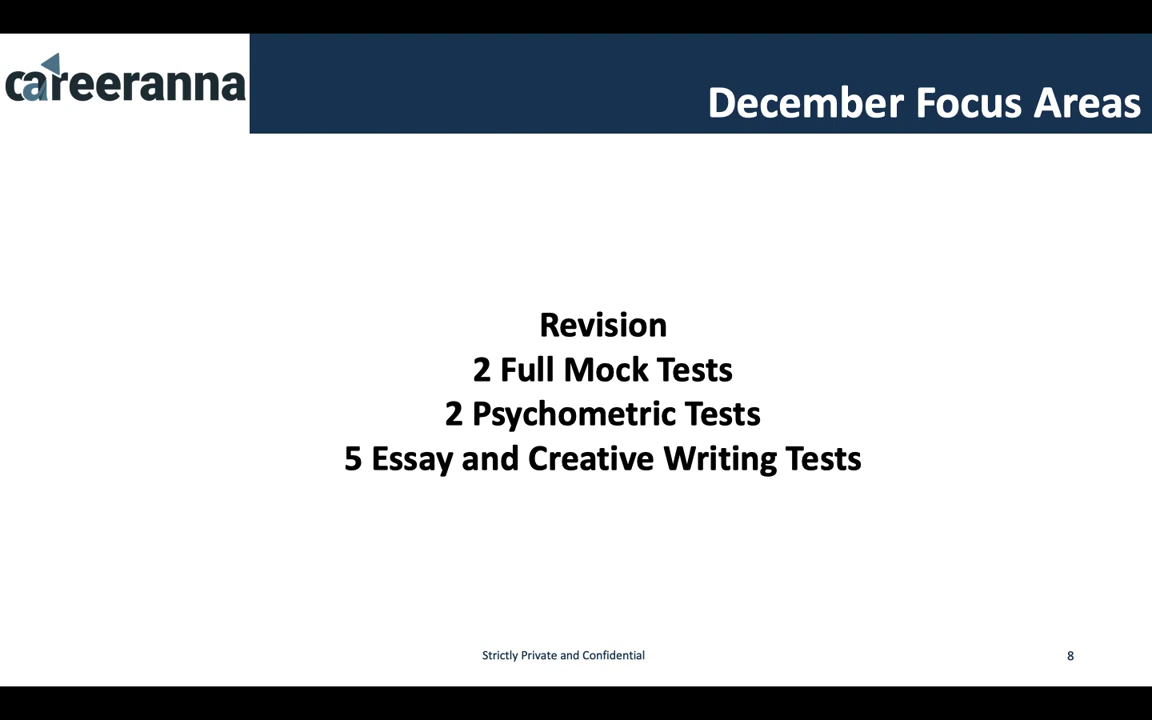 careeranna
December Focus Areas
Revision
2 Full Mock Tests
2 Psychometric Tests
5 Essay and Creative Writing Tests
Strictly Private and Confidential
8